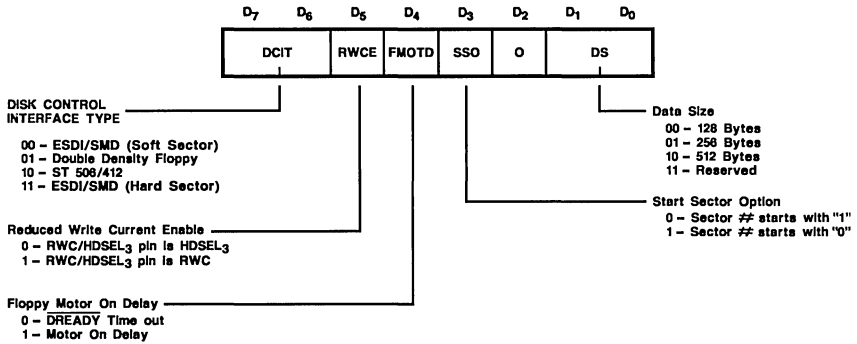 D7 D6 D5 D4 D3 D2 D1 D0
DCIT RWCE FMOTD SSO O DS
DISK CONTROL
INTERFACE TYPE
00 – ESDI/SMD (Soft Sector)
01 – Double Density Floppy
10 – ST 506/412
11 – ESDI/SMD (Hard Sector)
Reduced Write Current Enable
0 – RWC/HDSEL3 pin is HDSEL3
1 – RWC/HDSEL3 pin is RWC
Floppy Motor On Delay
0 – DREADY Time out
1 – Motor On Delay
Data Size
00 – 128 Bytes
01 – 256 Bytes
10 – 512 Bytes
11 – Reserved
Start Sector Option
0 – Sector # starts with "1"
1 – Sector # starts with "0"